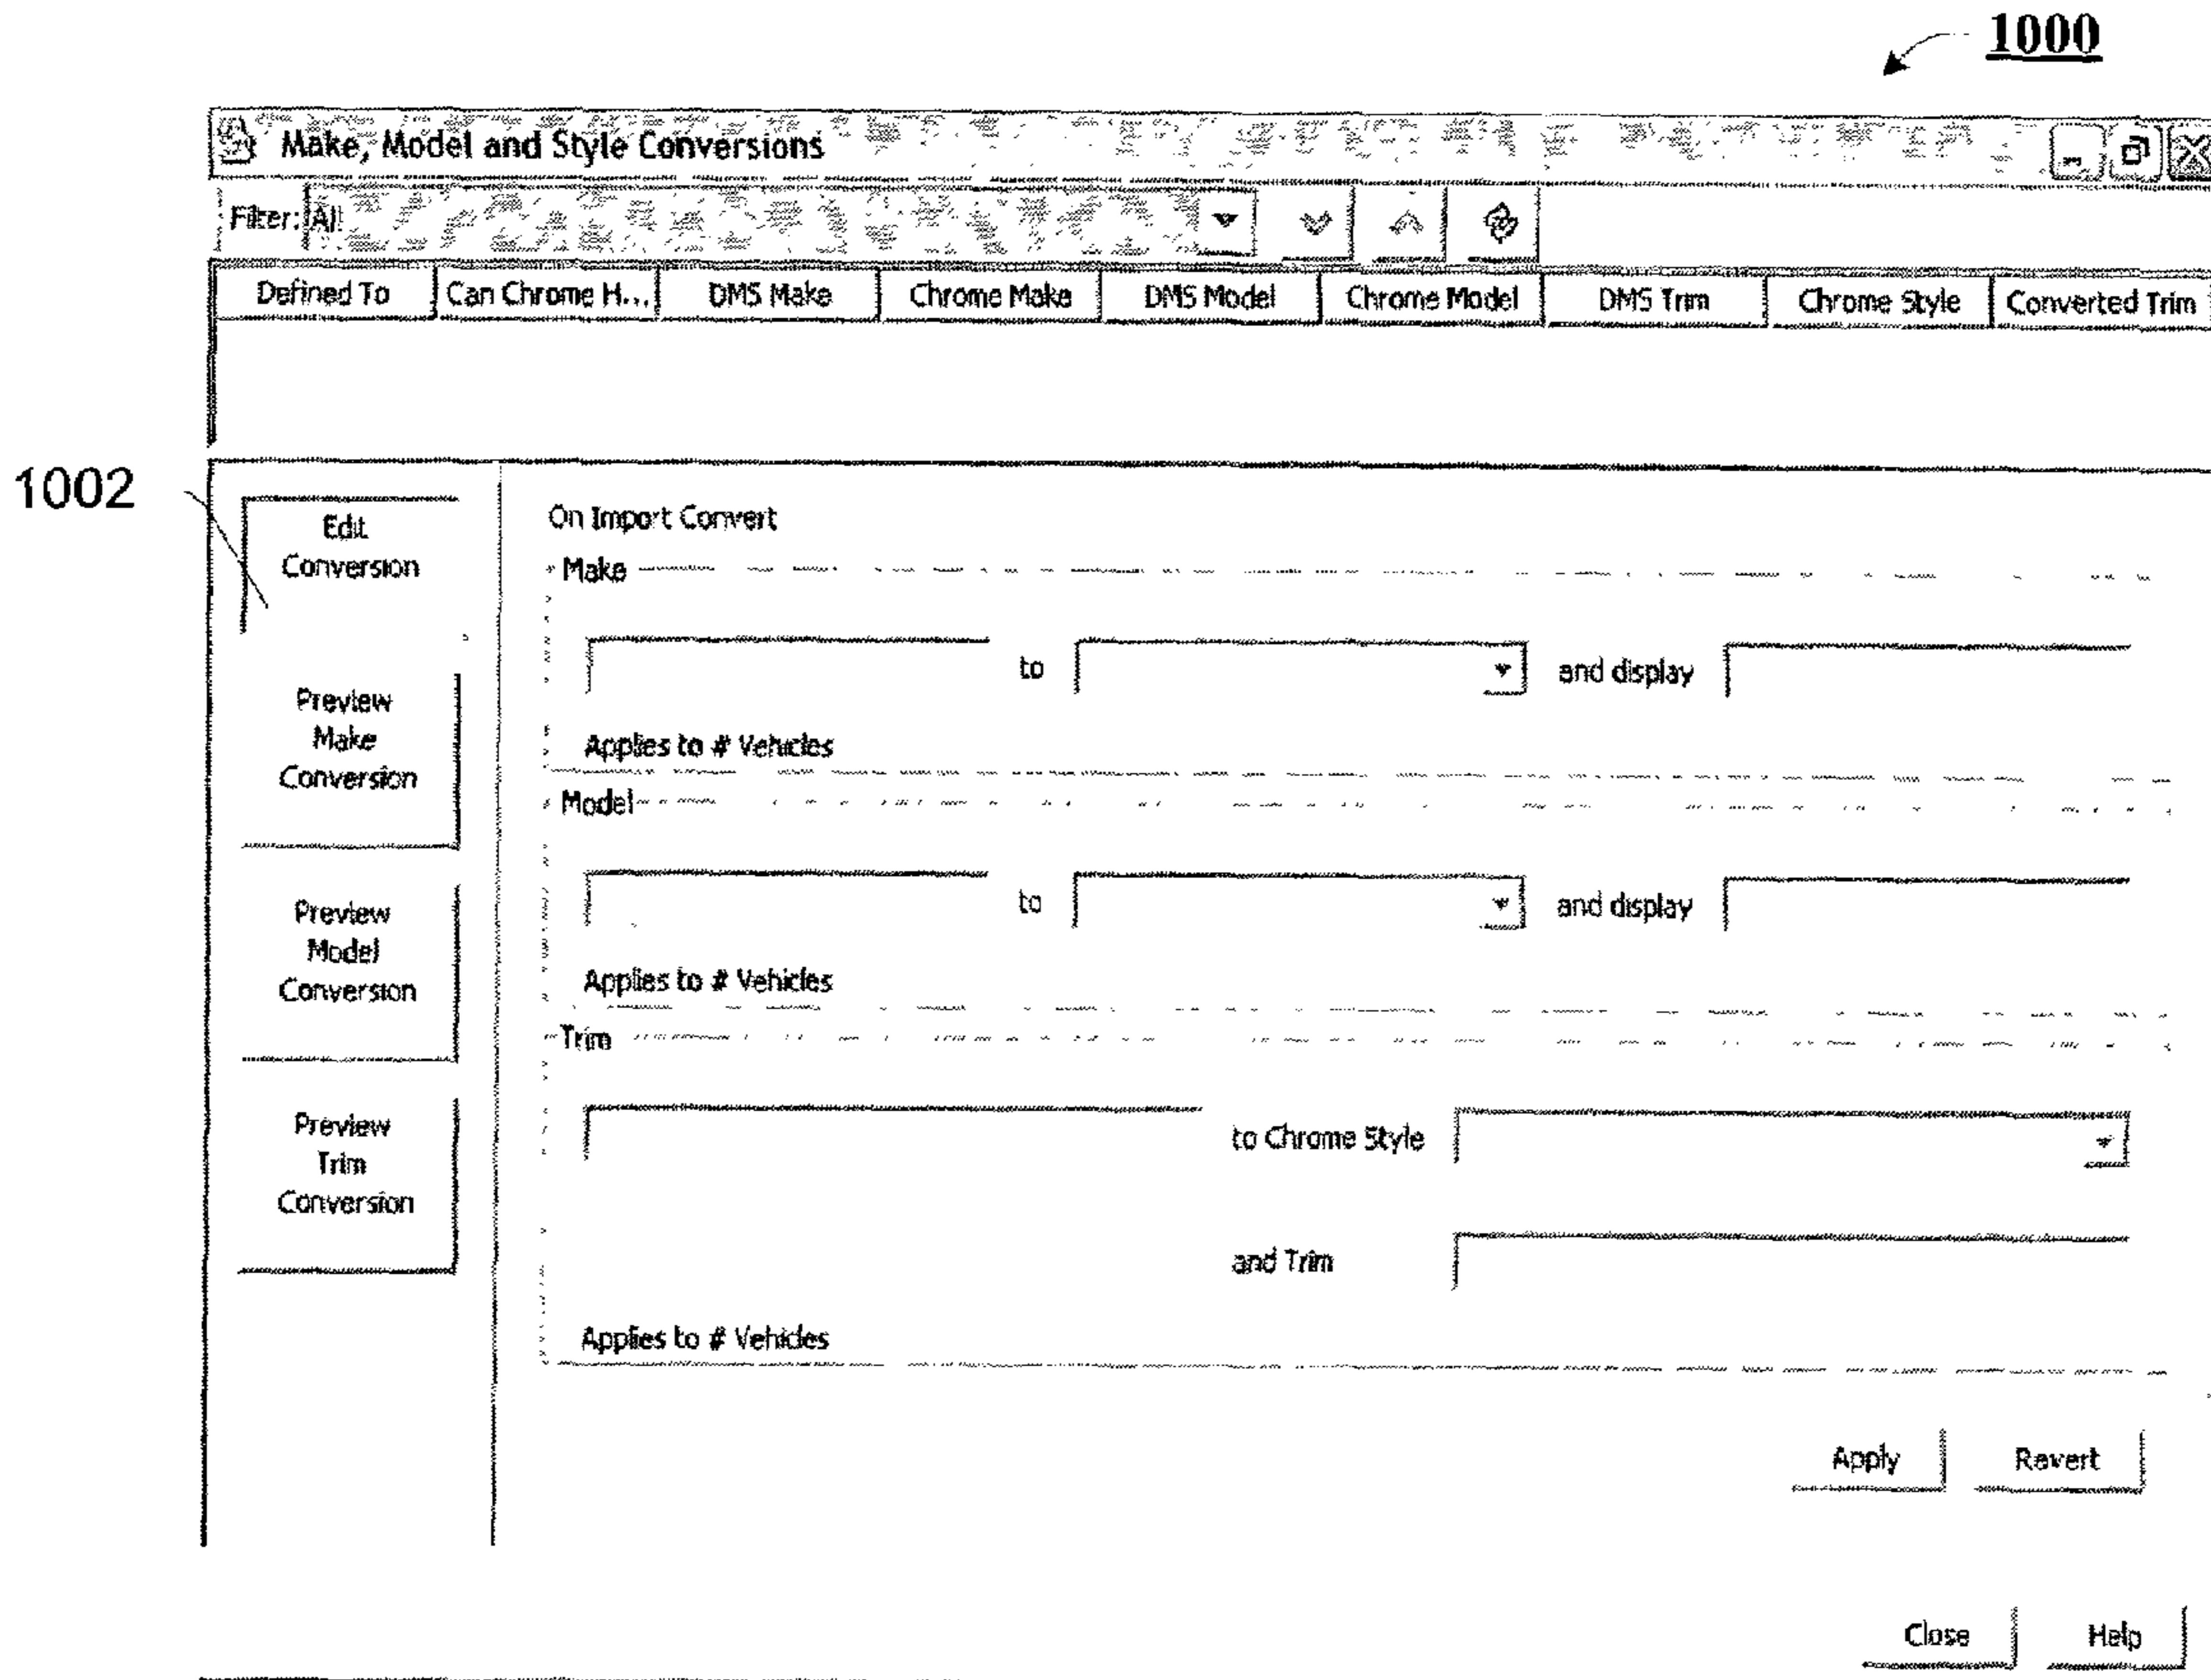 1000
Make, Model and Style Conversions
Filter: All
Defined To Can Chrome H... DMS Make Chrome Make DMS Model Chrome Model DMS Trim Chrome Style Converted Trim
1002
Edit
Conversion
Preview
Make
Conversion
Preview
Model
Conversion
Preview
Trim
Conversion
On Import Convert
Make
to and display
Applies to # Vehicles
Model
to and display
Applies to # Vehicles
Trim
to Chrome Style
and Trim
Applies to # Vehicles
Apply Revert
Close Help